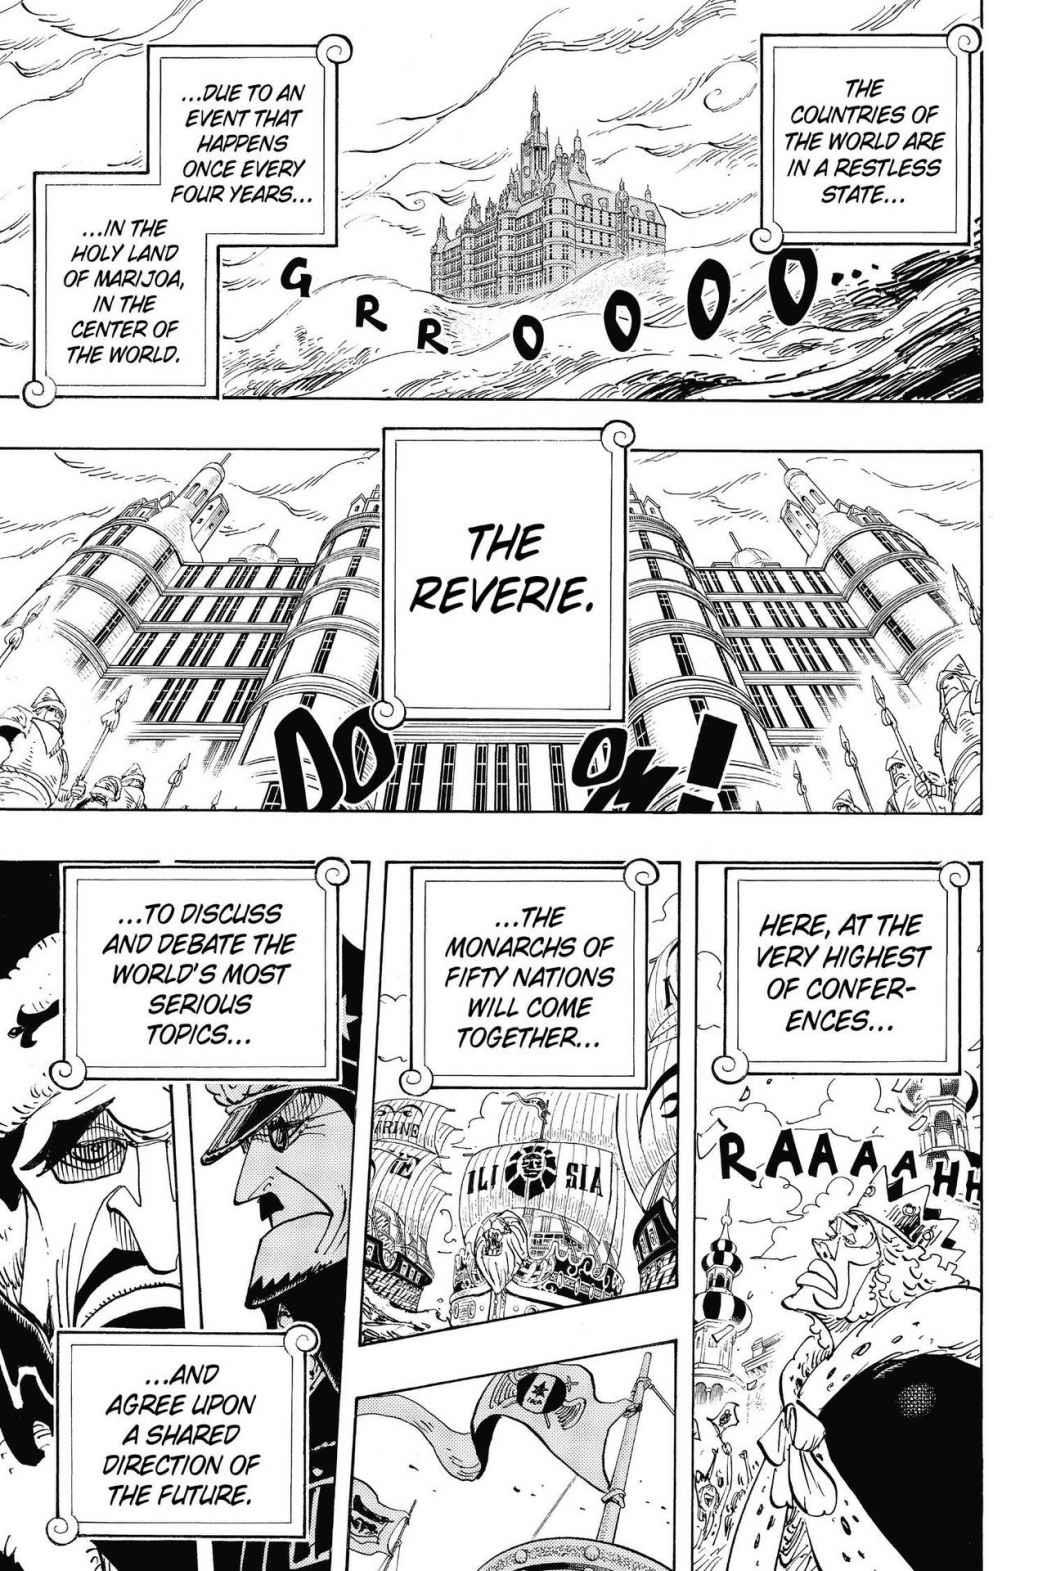 THE
COUNTRIES OF
THE WORLD ARE
IN A RESTLESS
STATE...
...DUE TO AN
EVENT THAT
HAPPENS
ONCE EVERY
FOUR YEARS...
...IN THE
HOLY LAND
OF MARIJOA,
IN THE
CENTER OF
THE WORLD.
GRROOOO...
THE
REVERIE.
DOOM!
HERE, AT THE
VERY HIGHEST
OF CONFER-
ENCES...
RAAAAHH
...THE
MONARCHS OF
FIFTY NATIONS
WILL COME
TOGETHER...
ARINE
ILI SIA
...TO DISCUSS
AND DEBATE THE
WORLD'S MOST
SERIOUS
TOPICS...
...AND
AGREE UPON
A SHARED
DIRECTION OF
THE FUTURE.